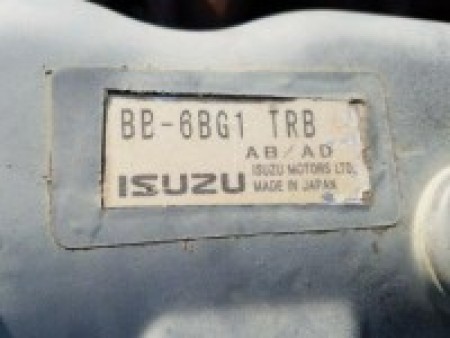 BB-6BG1 TRB
AB/AD
ISUZU ISUZU MOTORS LTD.
MADE IN JAPAN